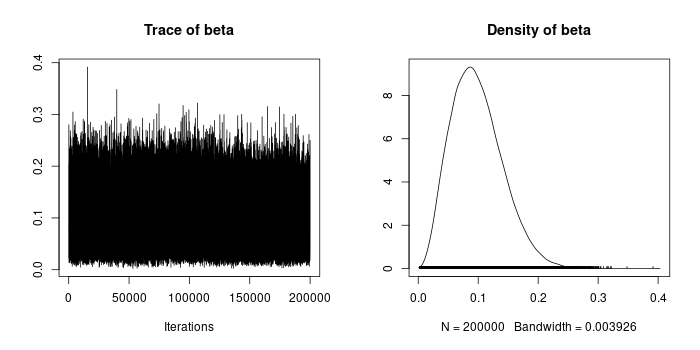 Trace of beta
0.4
0.3
0.2
0.1
0.0
0 50000 100000 150000 200000
Iterations
Density of beta
8
6
4
2
0
0.0 0.1 0.2 0.3 0.4
N = 200000 Bandwidth = 0.003926